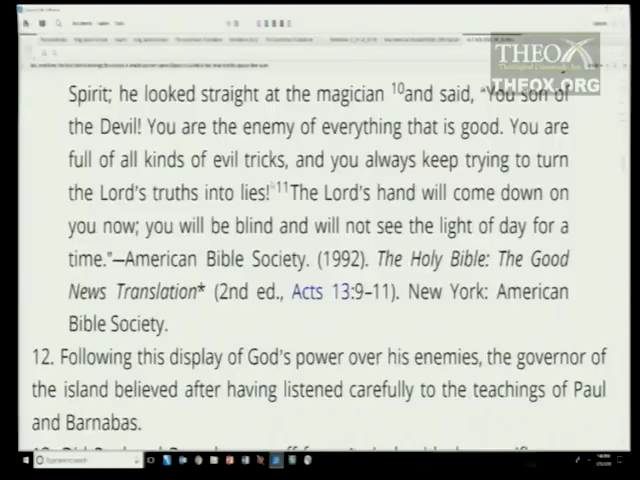 THEOX
THEOX.ORG
Spirit; he looked straight at the magician 10and said, "You son of
the Devil! You are the enemy of everything that is good. You are
full of all kinds of evil tricks, and you always keep trying to turn
the Lord's truths into lies! 11The Lord's hand will come down on
you now; you will be blind and will not see the light of day for a
time."—American Bible Society. (1992). The Holy Bible: The Good
News Translation* (2nd ed., Acts 13:9–11). New York: American
Bible Society.
12. Following this display of God's power over his enemies, the governor of
the island believed after having listened carefully to the teachings of Paul
and Barnabas.